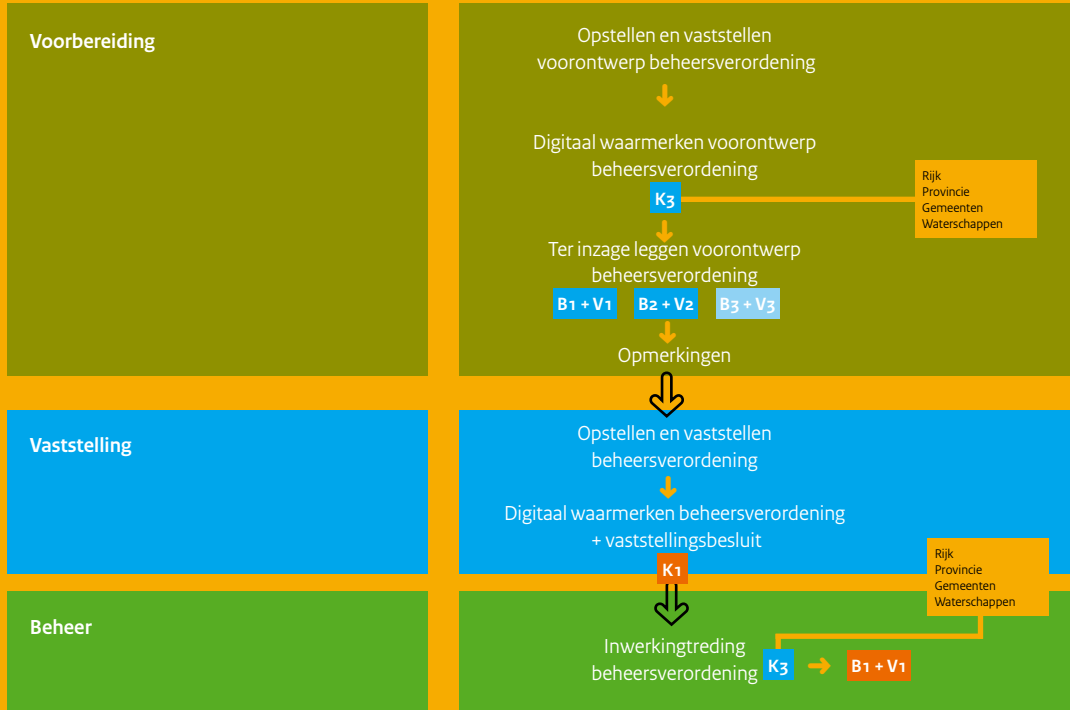 Voorbereiding
Opstellen en vaststellen
voorontwerp beheersverordening
Digitaal waarmerken voorontwerp
beheersverordening
K3
Rijk
Provincie
Gemeenten
Waterschappen
Ter inzage leggen voorontwerp
beheersverordening
B1 + V1
B2 + V2
B3 + V3
Opmerkingen
Vaststelling
Opstellen en vaststellen
beheersverordening
Digitaal waarmerken beheersverordening
+ vaststellingsbesluit
K1
Rijk
Provincie
Gemeenten
Waterschappen
Beheer
Inwerkingtreding
beheersverordening
K3
B1 + V1